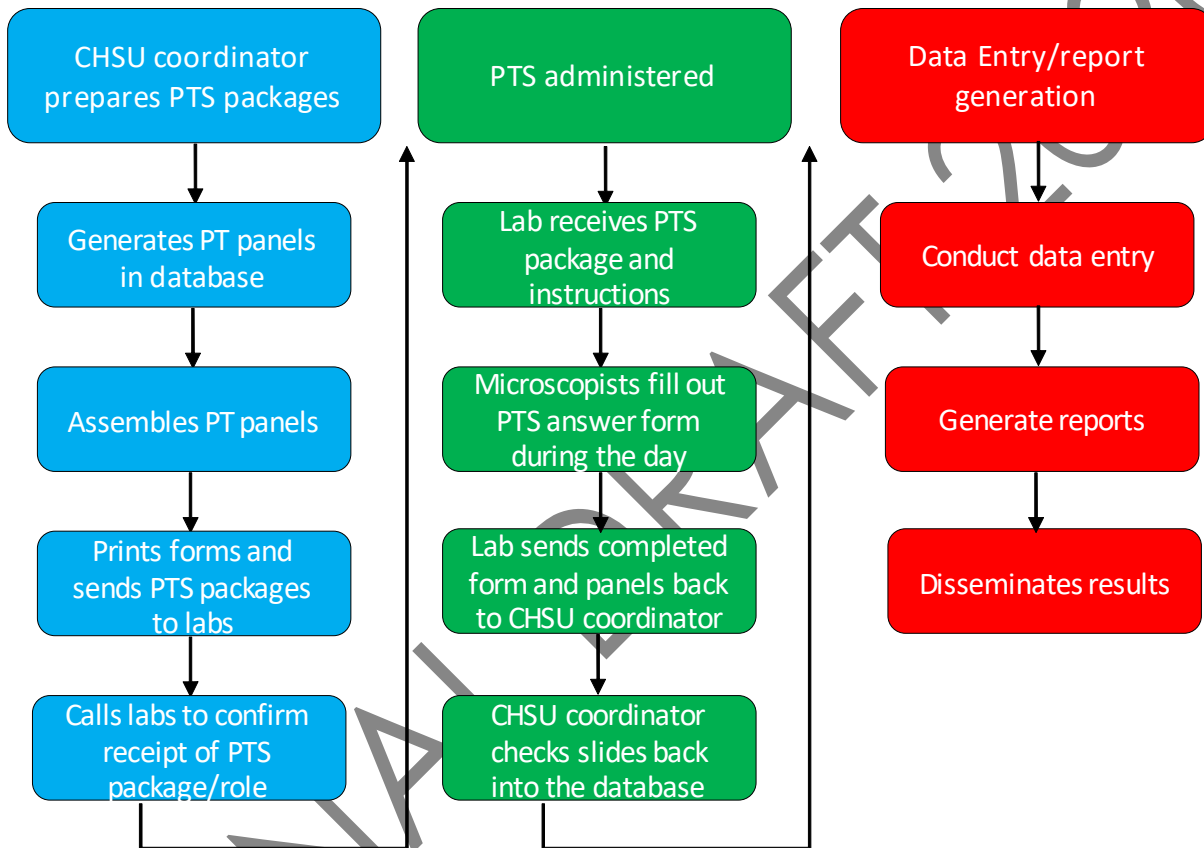 CHSU coordinator
prepares PTS packages
Generates PT panels
in database
Assembles PT panels
Prints forms and
sends PTS packages
to labs
Calls labs to confirm
receipt of PTS
package/role
PTS administered
Lab receives PTS
package and
instructions
Microscopists fill out
PTS answer form
during the day
Lab sends completed
form and panels back
to CHSU coordinator
CHSU coordinator
checks slides back
into the database
Data Entry/report
generation
Conduct data entry
Generate reports
Disseminates results
DRAFT